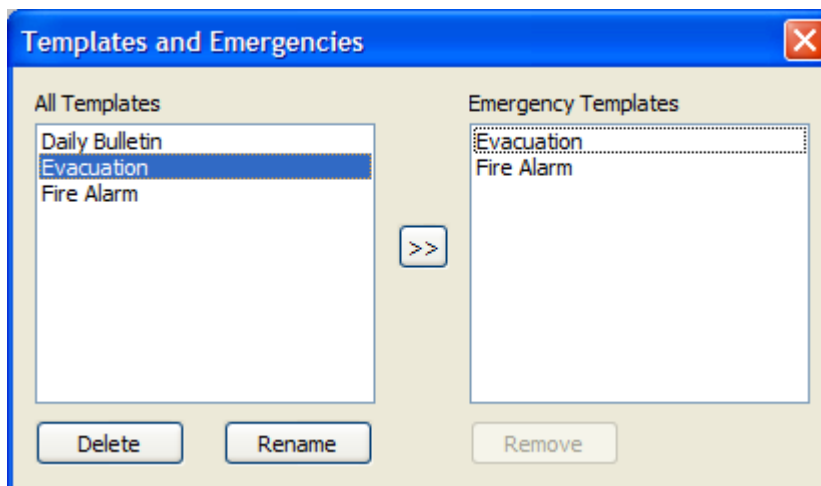 Templates and Emergencies
All Templates
Daily Bulletin
Evacuation
Fire Alarm
>>
Emergency Templates
Evacuation
Fire Alarm
Delete
Rename
Remove